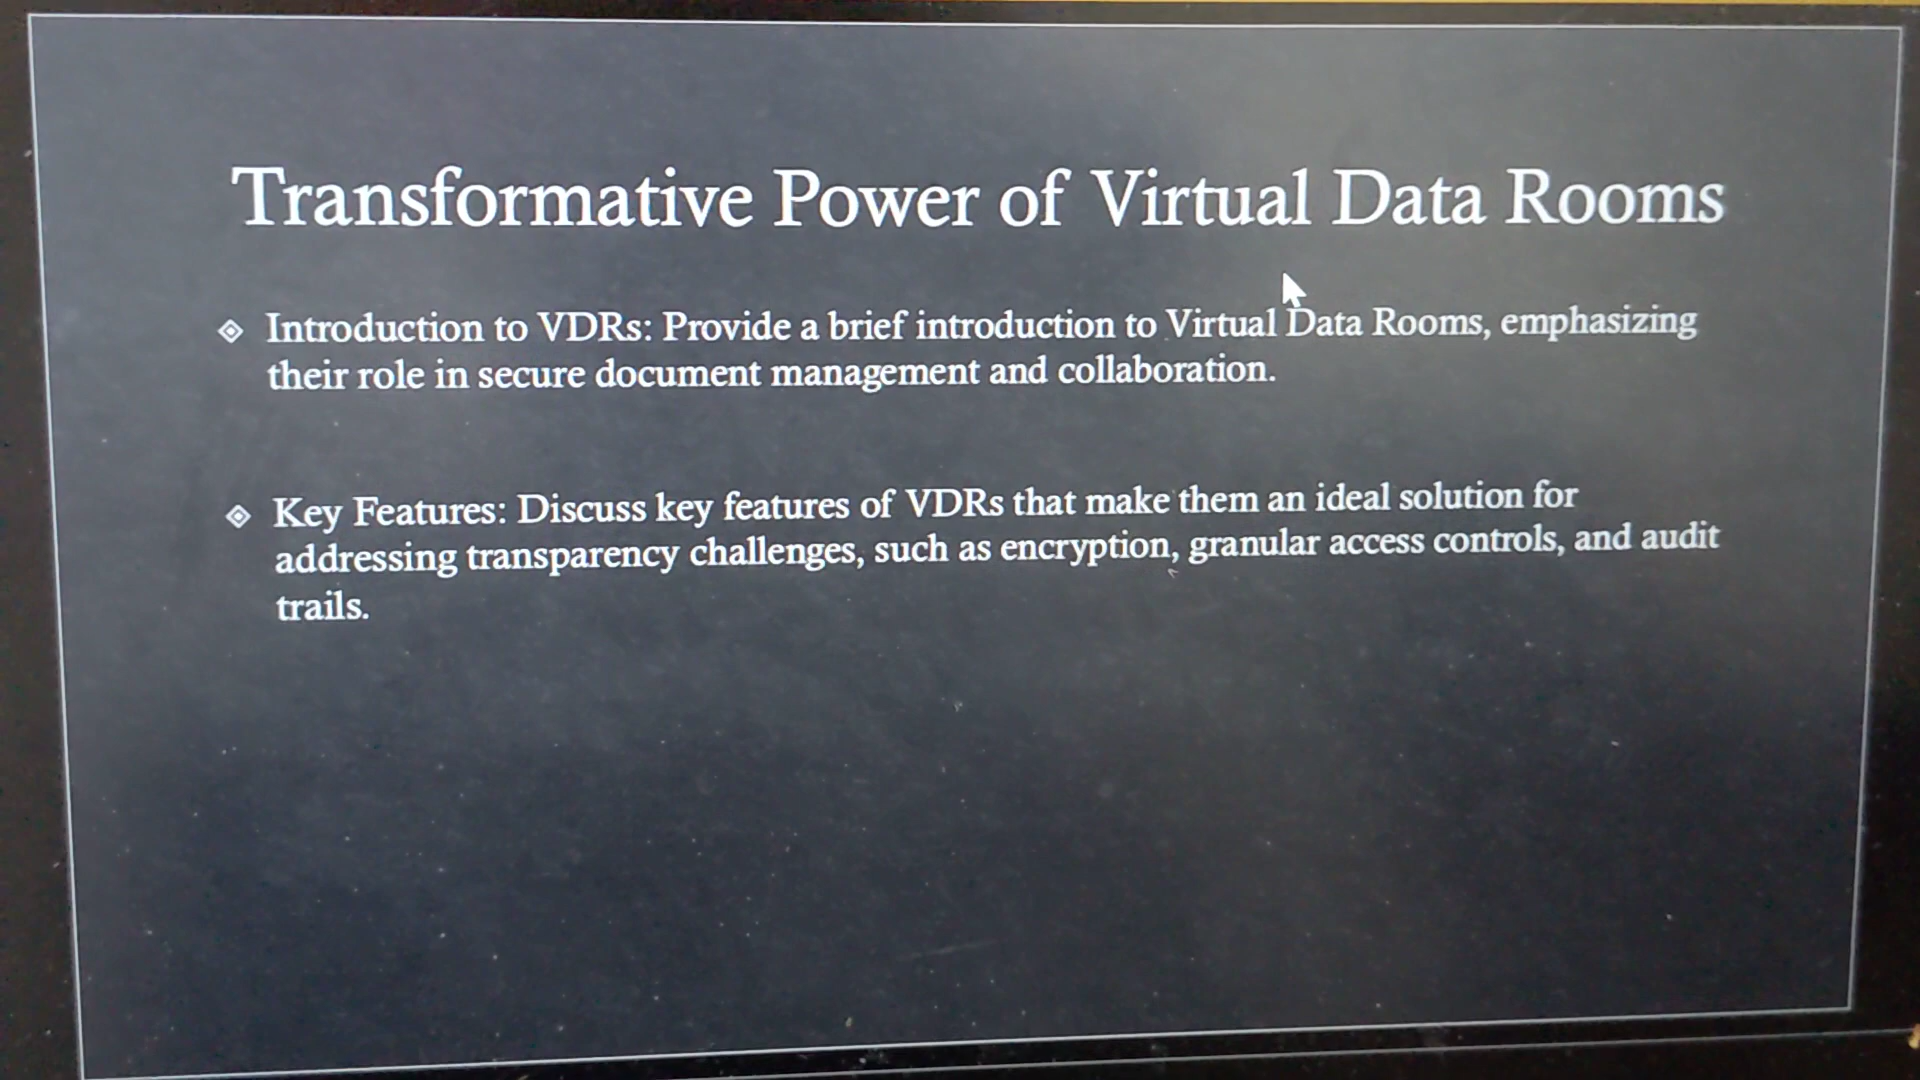 Transformative Power of Virtual Data Rooms
Introduction to VDRs: Provide a brief introduction to Virtual Data Rooms, emphasizing
their role in secure document management and collaboration.
Key Features: Discuss key features of VDRs that make them an ideal solution for
addressing transparency challenges, such as encryption, granular access controls, and audit
trails.